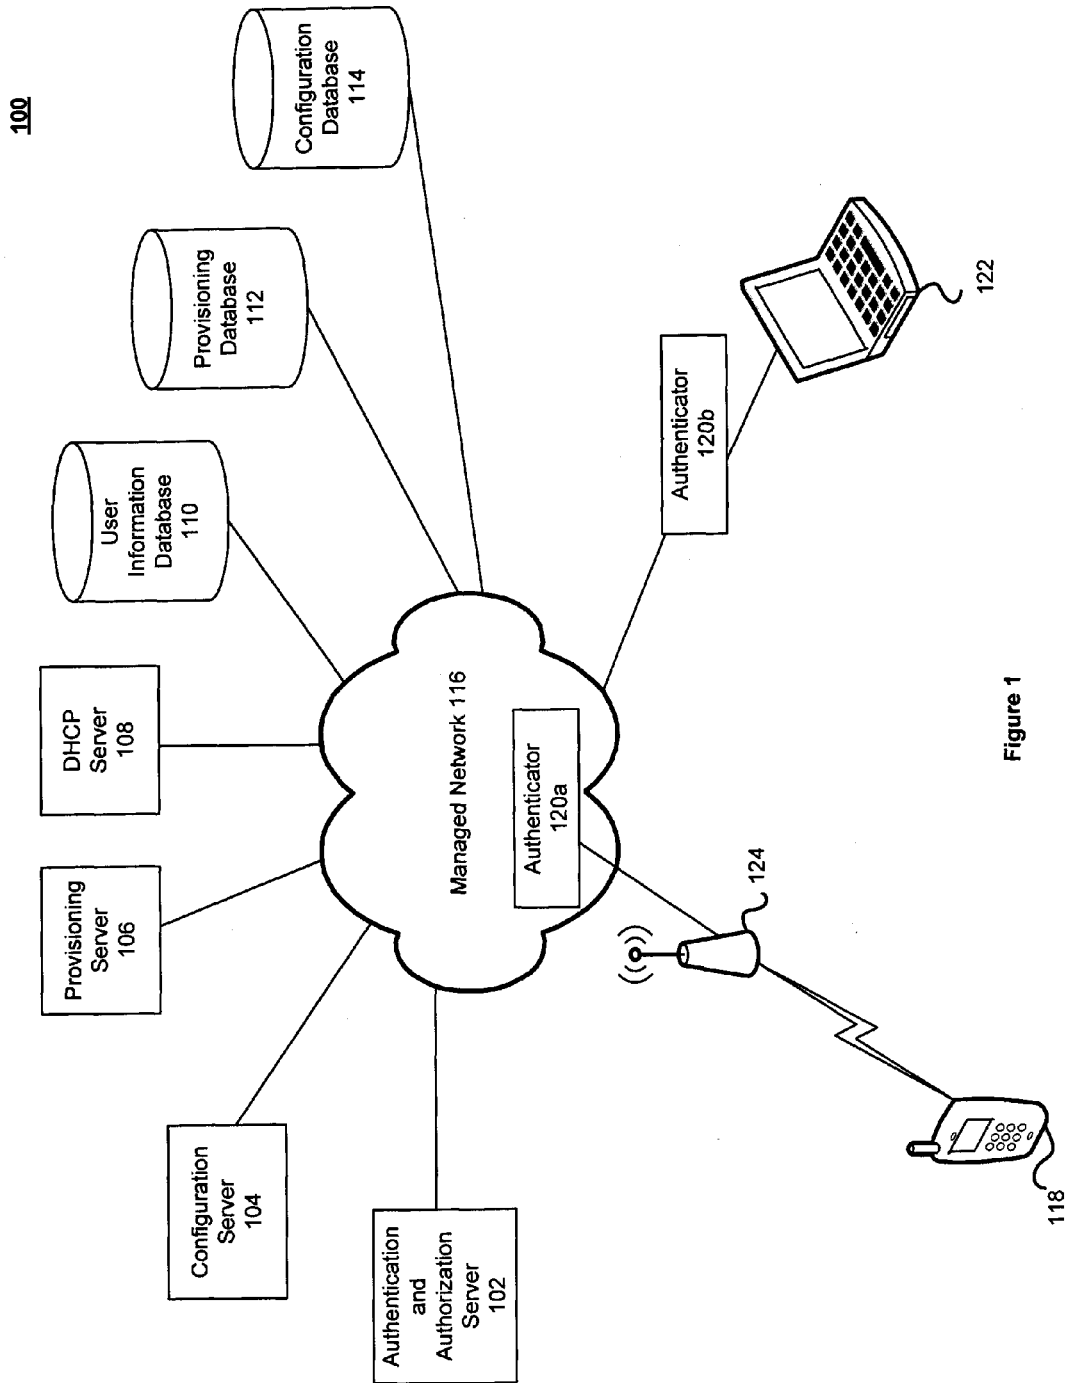 100
Authentication
and
Authorization
Server
102
Configuration
Server
104
Provisioning
Server
106
DHCP
Server
108
User
Information
Database
110
Provisioning
Database
112
Configuration
Database
114
Managed Network 116
Authenticator
120a
Authenticator
120b
124
118
122
Figure 1